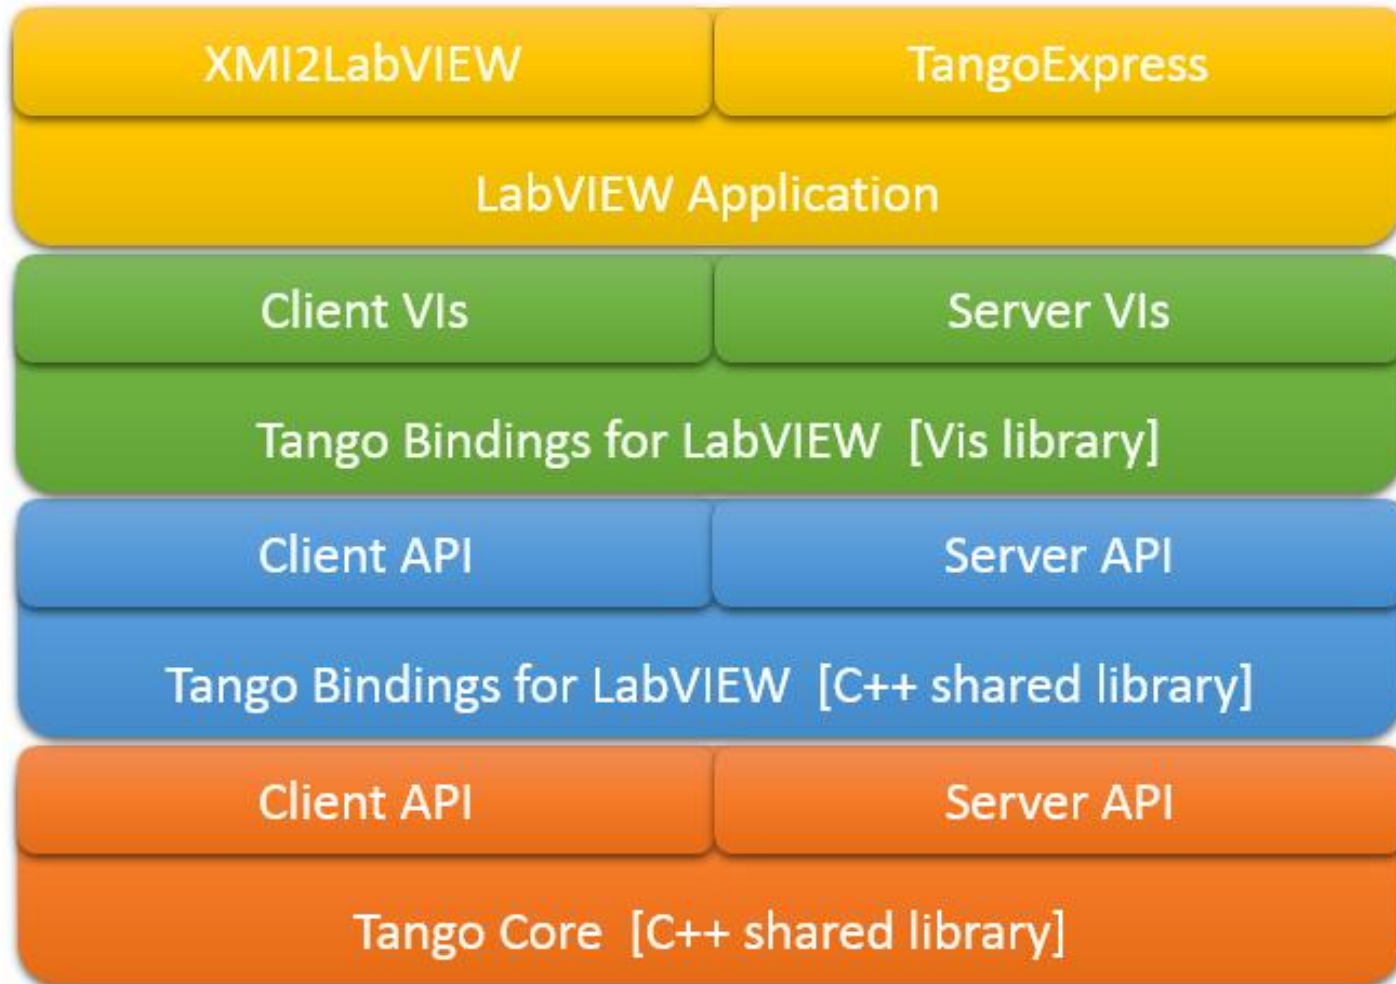 XMI2LabVIEW
TangoExpress
LabVIEW Application
Client VIs
Server VIs
Tango Bindings for LabVIEW [Vis library]
Client API
Server API
Tango Bindings for LabVIEW [C++ shared library]
Client API
Server API
Tango Core [C++ shared library]